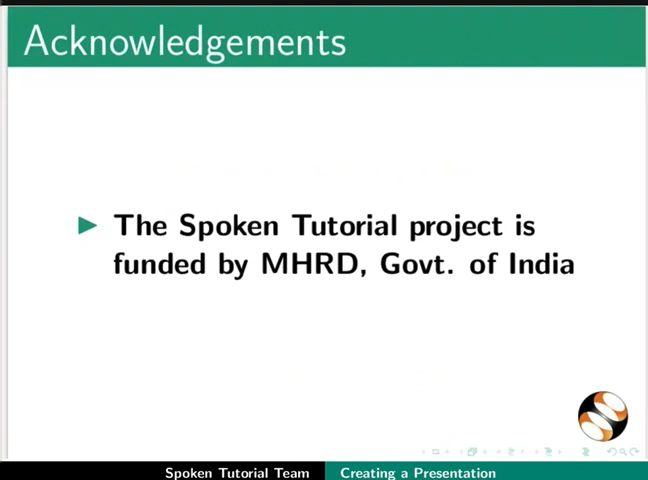 Acknowledgements
The Spoken Tutorial project is
funded by MHRD, Govt. of India
Spoken Tutorial Team Creating a Presentation